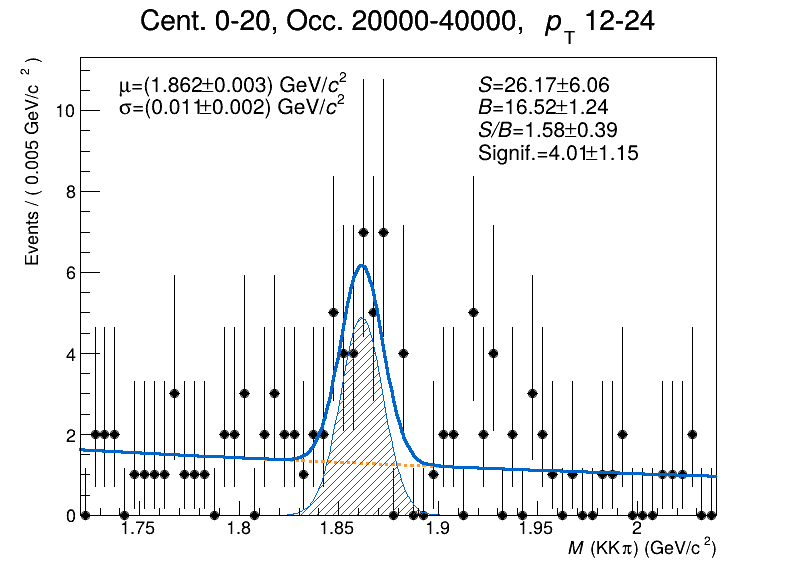 Cent. 0-20, Occ. 20000-40000, pT 12-24
μ=(1.862±0.003) GeV/c²
σ=(0.011±0.002) GeV/c²
S=26.17±6.06
B=16.52±1.24
S/B=1.58±0.39
Signif.=4.01±1.15
Events / ( 0.005 GeV/c² )
10
8
6
4
2
0
1.75 1.8 1.85 1.9 1.95 2
M (KKπ) (GeV/c²)